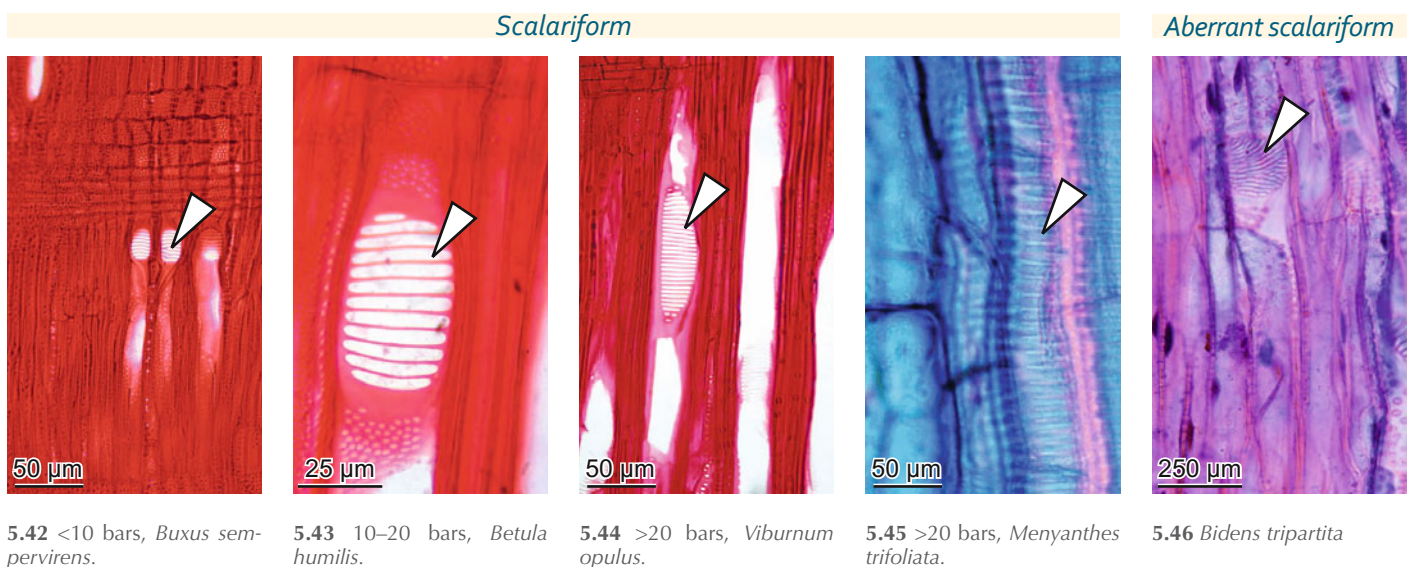 Scalariform
Aberrant scalariform
50 µm
25 µm
50 µm
50 µm
250 µm
5.42 <10 bars, Buxus sem-
pervirens.
5.43 10–20 bars, Betula
humilis.
5.44 >20 bars, Viburnum
opulus.
5.45 >20 bars, Menyanthes
trifoliata.
5.46 Bidens tripartita